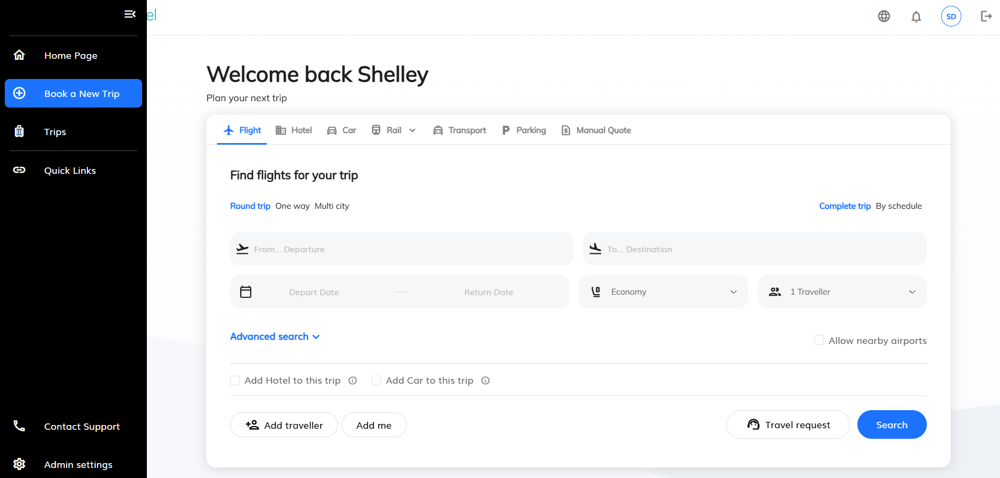 el
SD
Home Page
Book a New Trip
Trips
Quick Links
Contact Support
Admin settings
Welcome back Shelley
Plan your next trip
Flight Hotel Car Rail Transport Parking Manual Quote
Find flights for your trip
Round trip One way Multi city Complete trip By schedule
From... Departure To... Destination
Depart Date Return Date Economy 1 Traveller
Advanced search
Allow nearby airports
Add Hotel to this trip Add Car to this trip
Add traveller Add me Travel request Search